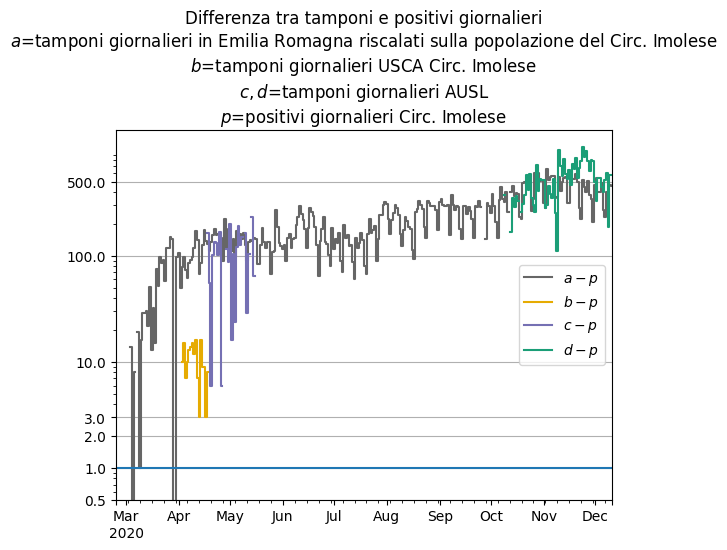 Differenza tra tamponi e positivi giornalieri
a=tamponi giornalieri in Emilia Romagna riscalati sulla popolazione del Circ. Imolese
b=tamponi giornalieri USCA Circ. Imolese
c, d=tamponi giornalieri AUSL
p=positivi giornalieri Circ. Imolese
500.0
100.0
10.0
3.0
2.0
1.0
0.5
a − p
b − p
c − p
d − p
Mar Apr May Jun Jul Aug Sep Oct Nov Dec
2020